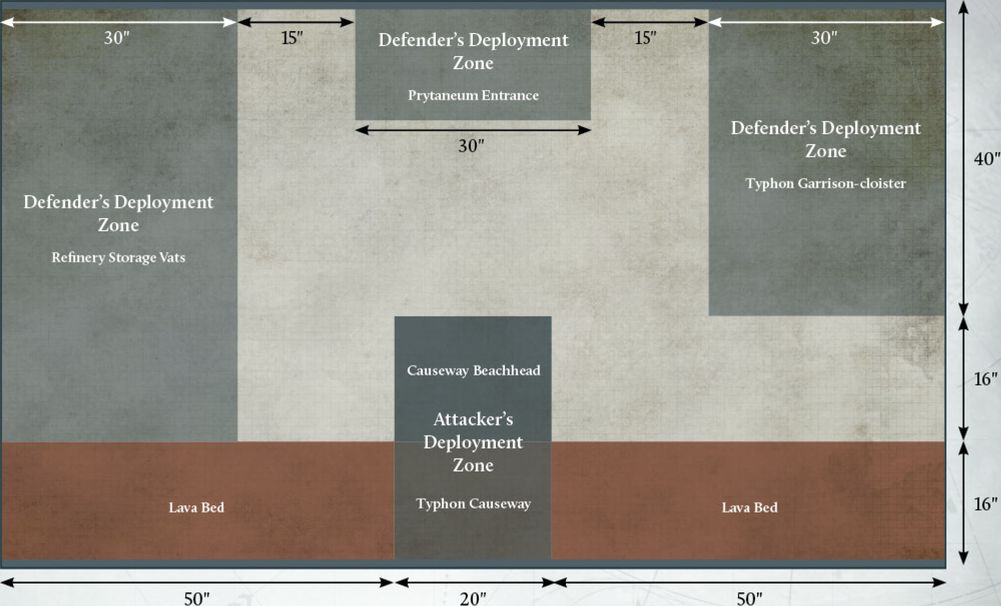 30"
15"
Defender’s Deployment
Zone
Prytaneum Entrance
30"
15"
30"
Defender’s Deployment
Zone
Typhon Garrison-cloister
40"
Defender’s Deployment
Zone
Refinery Storage Vats
Causeway Beachhead
Attacker’s
Deployment
Zone
Typhon Causeway
16"
Lava Bed
Lava Bed
16"
50"
20"
50"